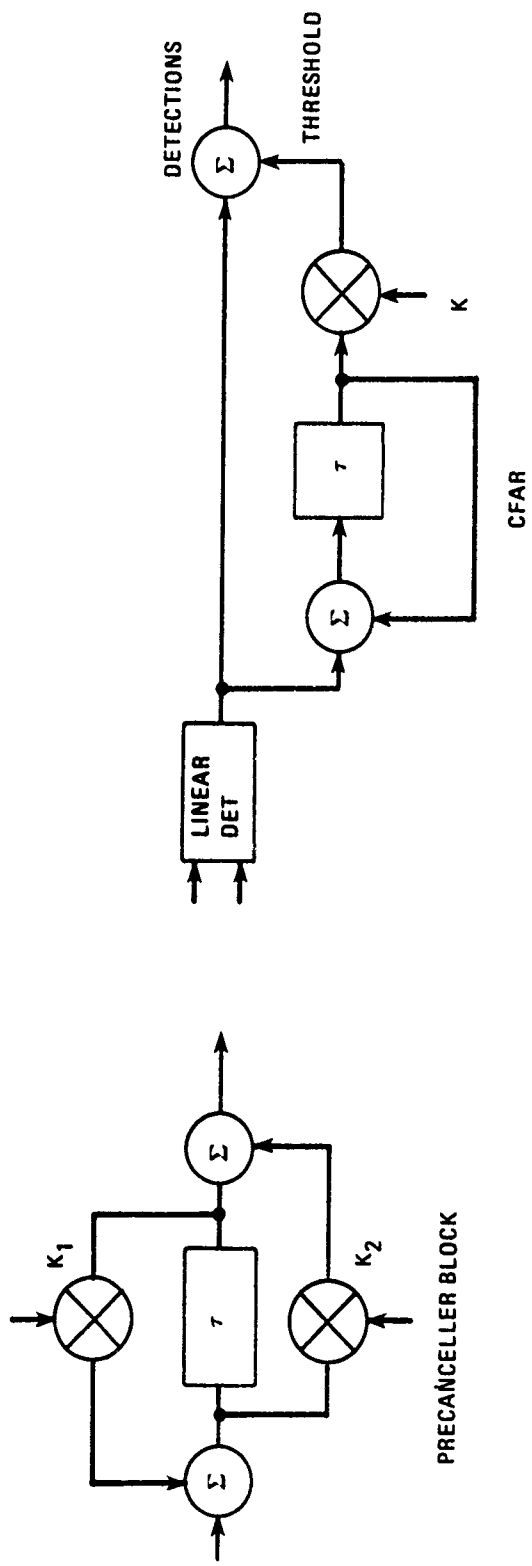 K1
Σ
τ
Σ
K2
PRECANCELLER BLOCK
LINEAR
DET
Σ
τ
K
Σ
DETECTIONS
THRESHOLD
CFAR